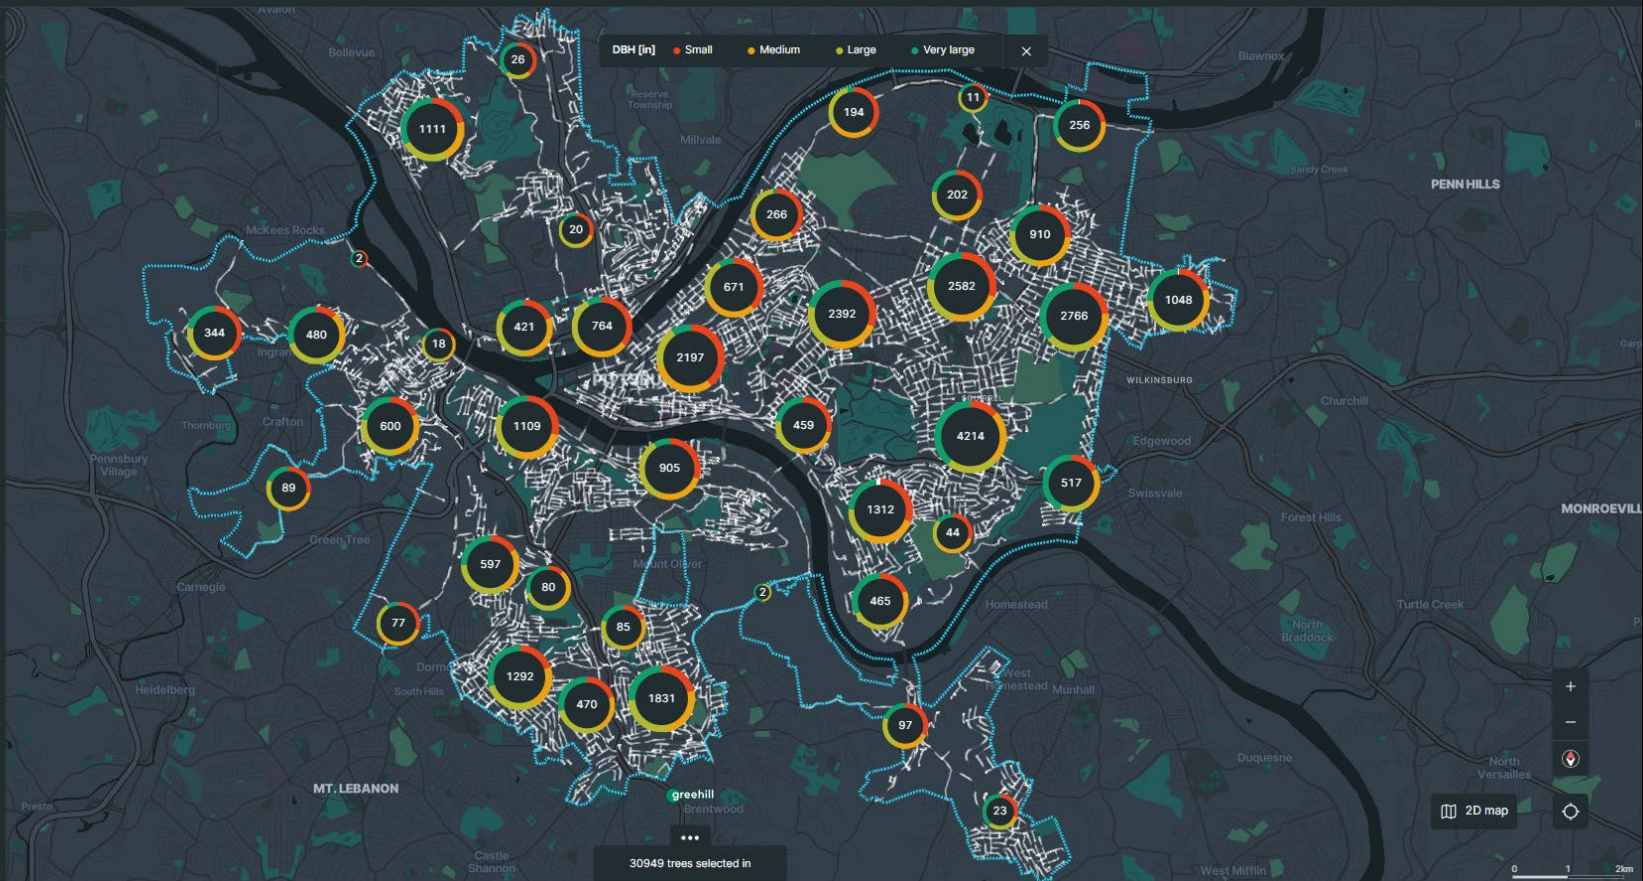 Avalon
Bellevue
26
DBH [in] Small Medium Large Very large
Blawnox
Reserve
Township
11
194
1111
256
Millvale
Sandy Creek
PENN HILLS
202
266
20
910
McKees Rocks
2
671
2582
1048
2392
2766
421
764
344
480
18
Ingram
2197
WILKINSBURG
Churchill
Thornburg
Crafton
600
1109
459
4214
Edgewood
Pennsbury
Village
905
517
89
Swissvale
1312
MONROEVILL
Forest Hills
44
Green Tree
597
Mount Oliver
80
2
465
Carnegie
Homestead
Turtle Creek
77
85
North
Braddock
Dormo
West
Homestead
Munhall
1292
South Hills
Heidelberg
470
1831
97
Duquesne
North
Versailles
MT. LEBANON
greehill
Brentwood
Presto
23
2D map
Castle
Shannon
30949 trees selected in
West Mifflin
0 1 2km